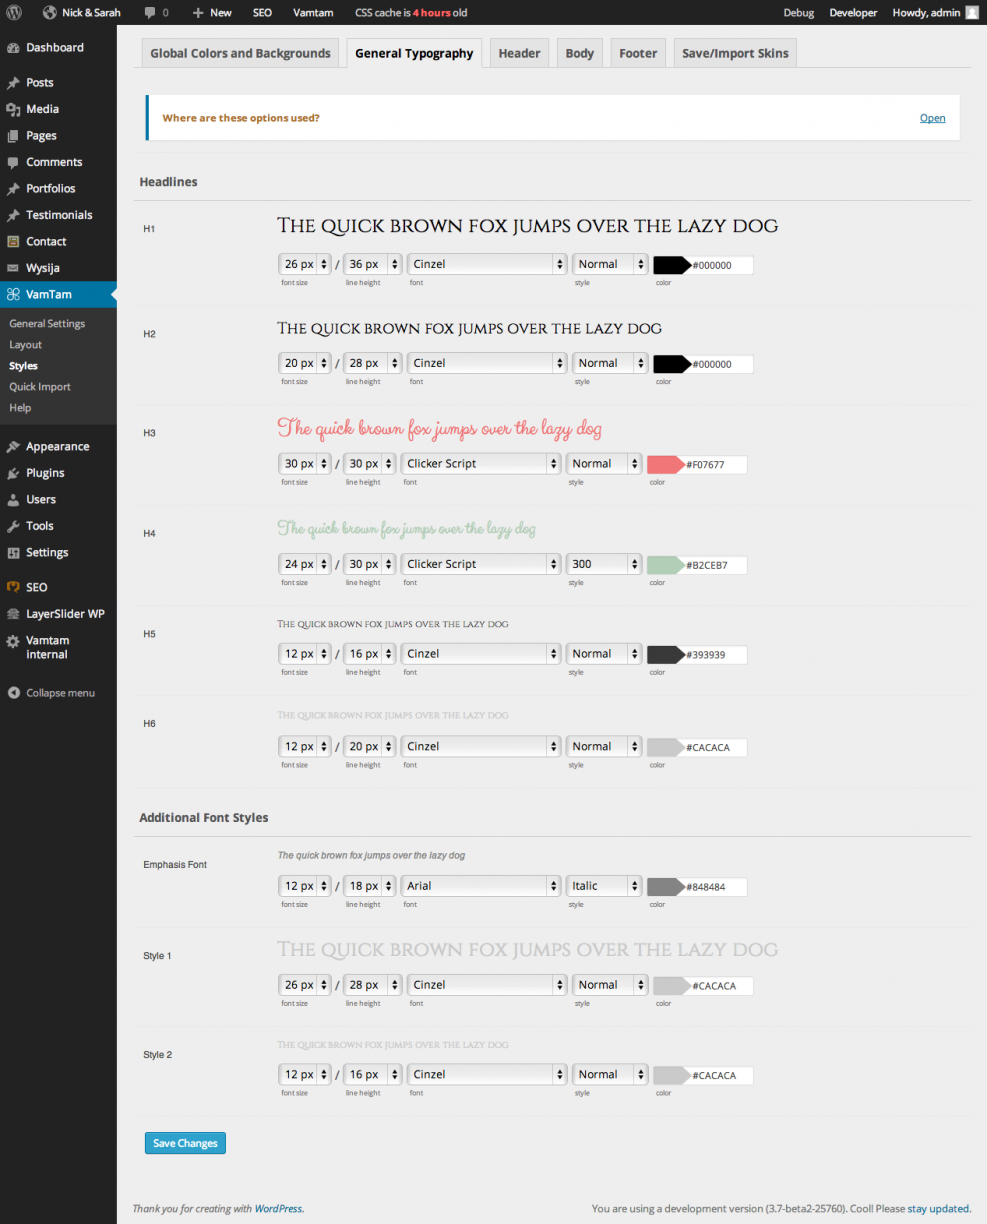 Nick & Sarah 0 New SEO Vamtam CSS cache is 4 hours old Debug Developer Howdy, admin
Dashboard
Posts
Media
Pages
Comments
Portfolios
Testimonials
Contact
Wysija
VamTam
General Settings
Layout
Styles
Quick Import
Help
Appearance
Plugins
Users
Tools
Settings
SEO
LayerSlider WP
Vamtam
internal
Collapse menu
Global Colors and Backgrounds General Typography Header Body Footer Save/Import Skins
Where are these options used? Open
Headlines
H1
The quick brown fox jumps over the lazy dog
26 px / 36 px Cinzel Normal #000000
font size line height font style color
H2
The quick brown fox jumps over the lazy dog
20 px / 28 px Cinzel Normal #000000
font size line height font style color
H3
The quick brown fox jumps over the lazy dog
30 px / 30 px Clicker Script Normal #F07677
font size line height font style color
H4
The quick brown fox jumps over the lazy dog
24 px / 30 px Clicker Script 300 #B2CEB7
font size line height font style color
H5
The quick brown fox jumps over the lazy dog
12 px / 16 px Cinzel Normal #393939
font size line height font style color
H6
The quick brown fox jumps over the lazy dog
12 px / 20 px Cinzel Normal #CACACA
font size line height font style color
Additional Font Styles
Emphasis Font
The quick brown fox jumps over the lazy dog
12 px / 18 px Arial Italic #848484
font size line height font style color
Style 1
The quick brown fox jumps over the lazy dog
26 px / 28 px Cinzel Normal #CACACA
font size line height font style color
Style 2
The quick brown fox jumps over the lazy dog
12 px / 16 px Cinzel Normal #CACACA
font size line height font style color
Save Changes
Thank you for creating with WordPress. You are using a development version (3.7-beta2-25760). Cool! Please stay updated.